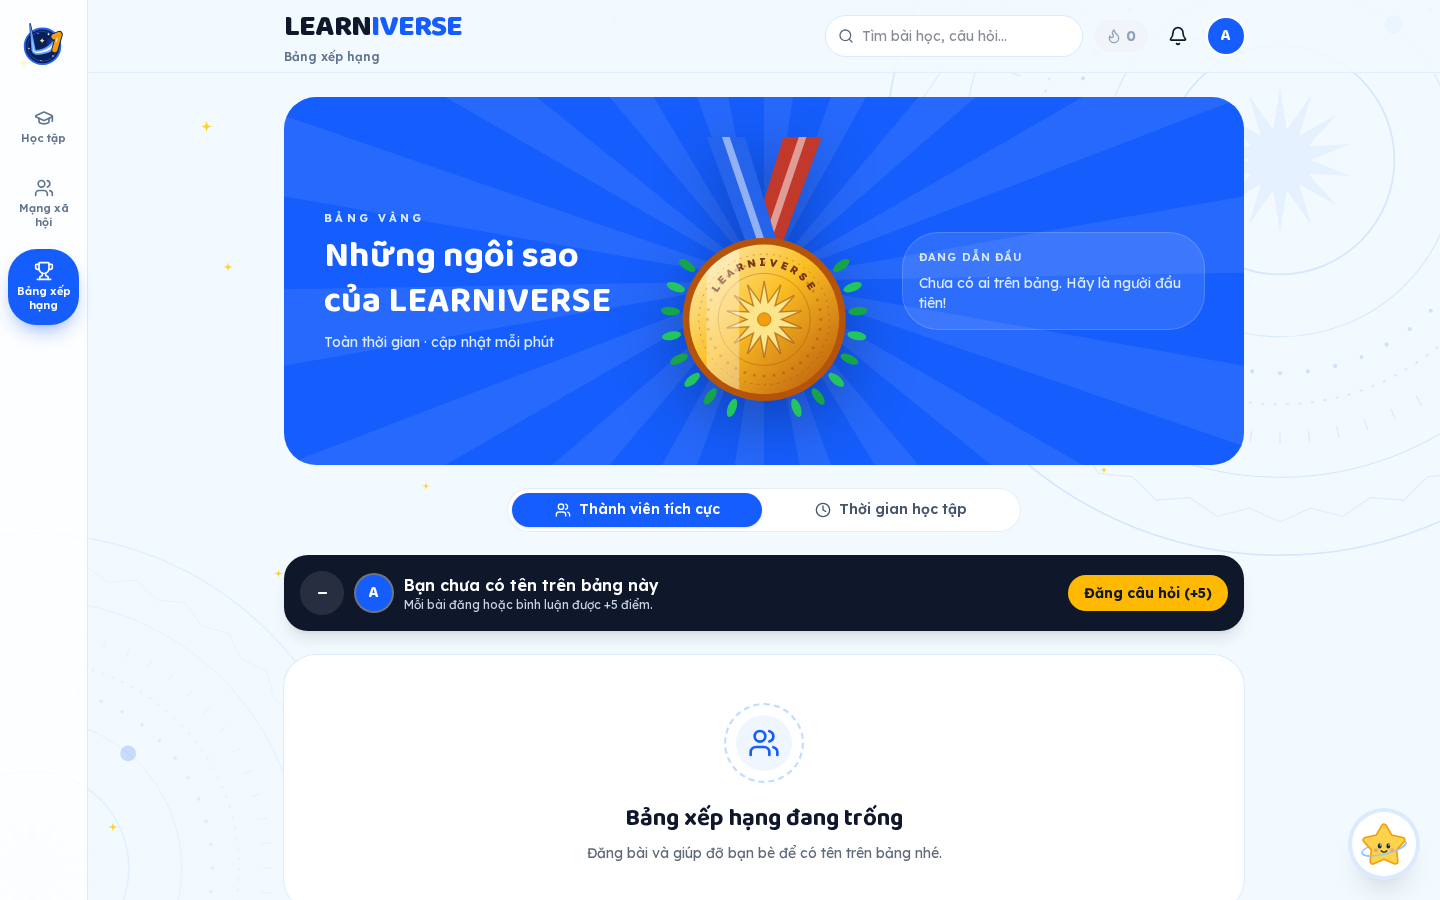 LEARNIVERSE
Bảng xếp hạng
Tìm bài học, câu hỏi...
0
A
Học tập
Mạng xã
hội
Bảng xếp
hạng
BẢNG VÀNG
Những ngôi sao
của LEARNIVERSE
Toàn thời gian · cập nhật mỗi phút
LEARNIVERSE
ĐANG DẪN ĐẦU
Chưa có ai trên bảng. Hãy là người đầu
tiên!
Thành viên tích cực
Thời gian học tập
–
A
Bạn chưa có tên trên bảng này
Mỗi bài đăng hoặc bình luận được +5 điểm.
Đăng câu hỏi (+5)
Bảng xếp hạng đang trống
Đăng bài và giúp đỡ bạn bè để có tên trên bảng nhé.